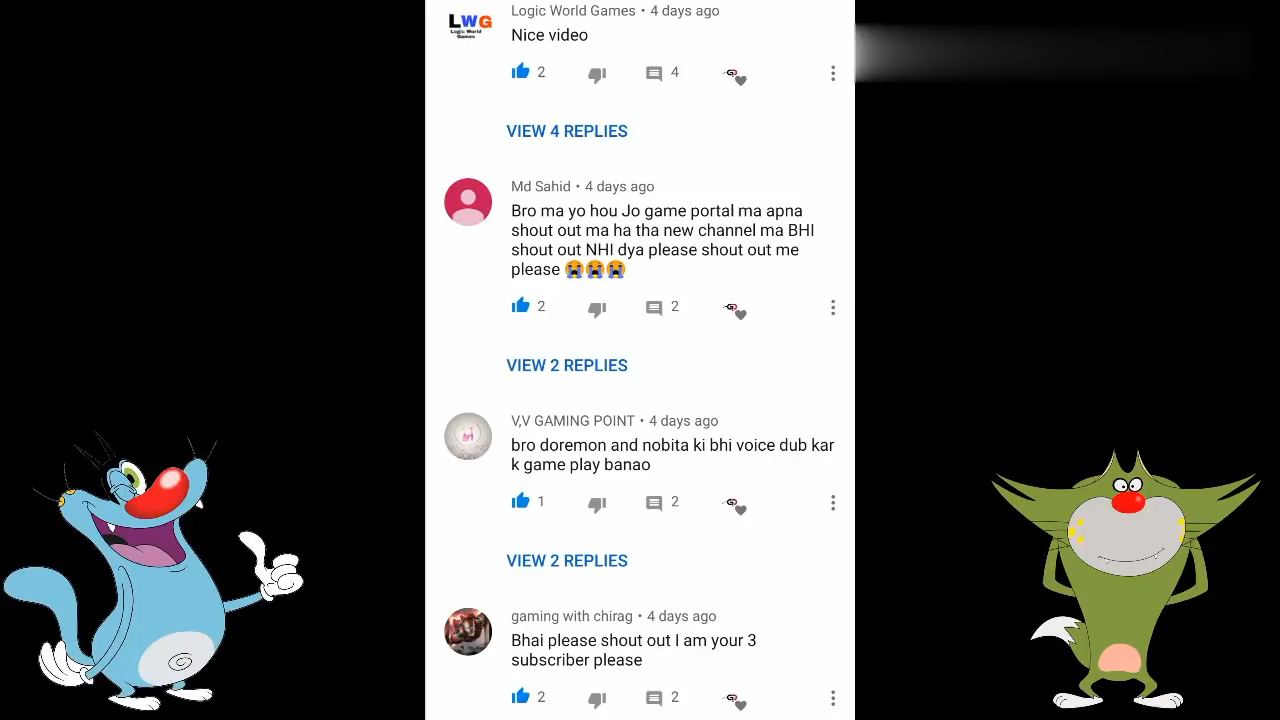 LWG
Logic World
Games
Logic World Games • 4 days ago
Nice video
2
4
VIEW 4 REPLIES
Md Sahid • 4 days ago
Bro ma yo hou Jo game portal ma apna
shout out ma ha tha new channel ma BHI
shout out NHI dya please shout out me
please 😭😭😭
2
2
VIEW 2 REPLIES
V,V GAMING POINT • 4 days ago
bro doremon and nobita ki bhi voice dub kar
k game play banao
1
2
VIEW 2 REPLIES
gaming with chirag • 4 days ago
Bhai please shout out I am your 3
subscriber please
2
2